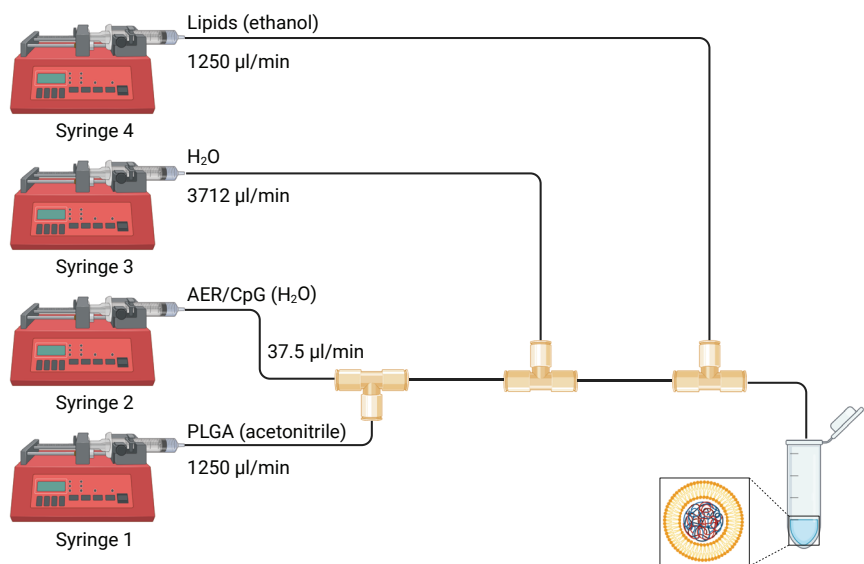 Lipids (ethanol)
1250 µl/min
Syringe 4
H₂O
3712 µl/min
Syringe 3
AER/CpG (H₂O)
37.5 µl/min
Syringe 2
PLGA (acetonitrile)
1250 µl/min
Syringe 1